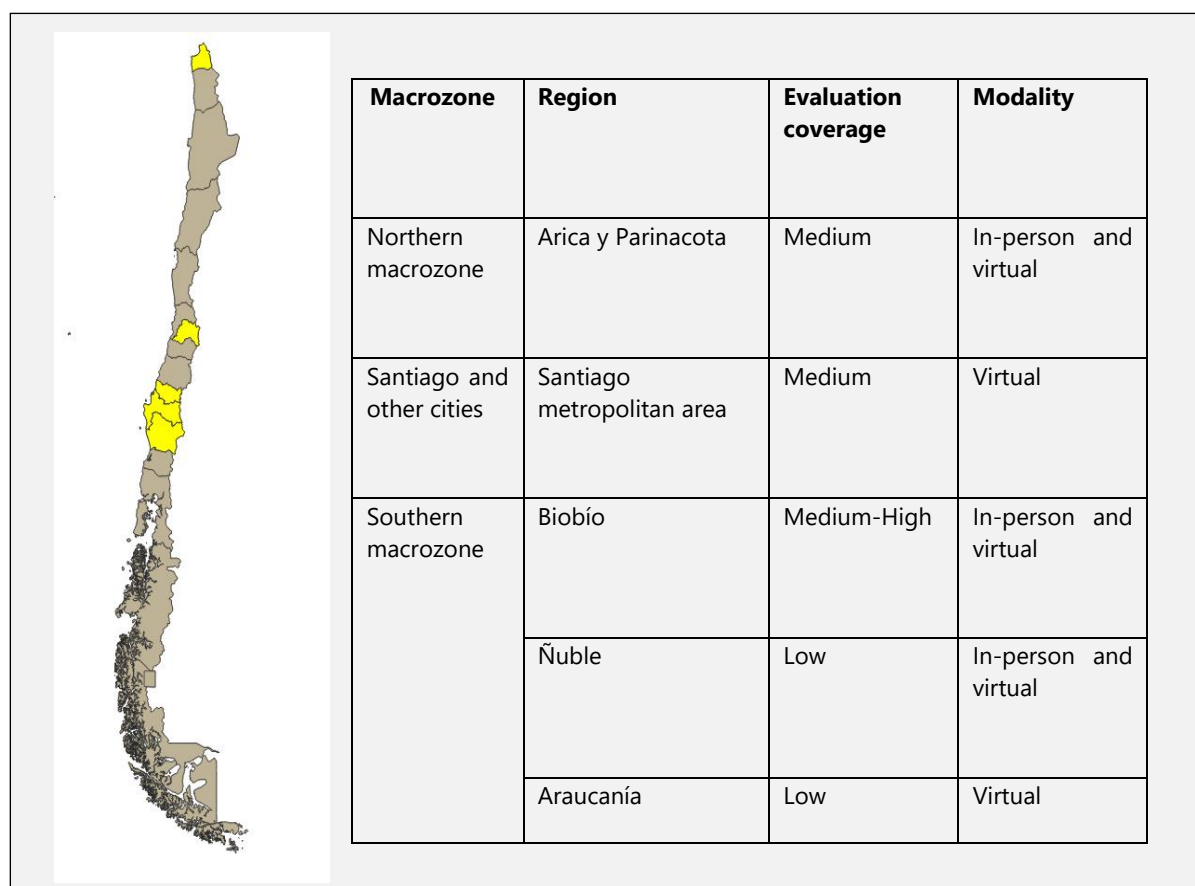 Macrozone Region Evaluation Modality
coverage
Northern Arica y Parinacota Medium In-person and
macrozone virtual
Santiago and Santiago Medium Virtual
other cities metropolitan area
Southern Biobío Medium-High In-person and
macrozone virtual
Ñuble Low In-person and
virtual
Araucanía Low Virtual